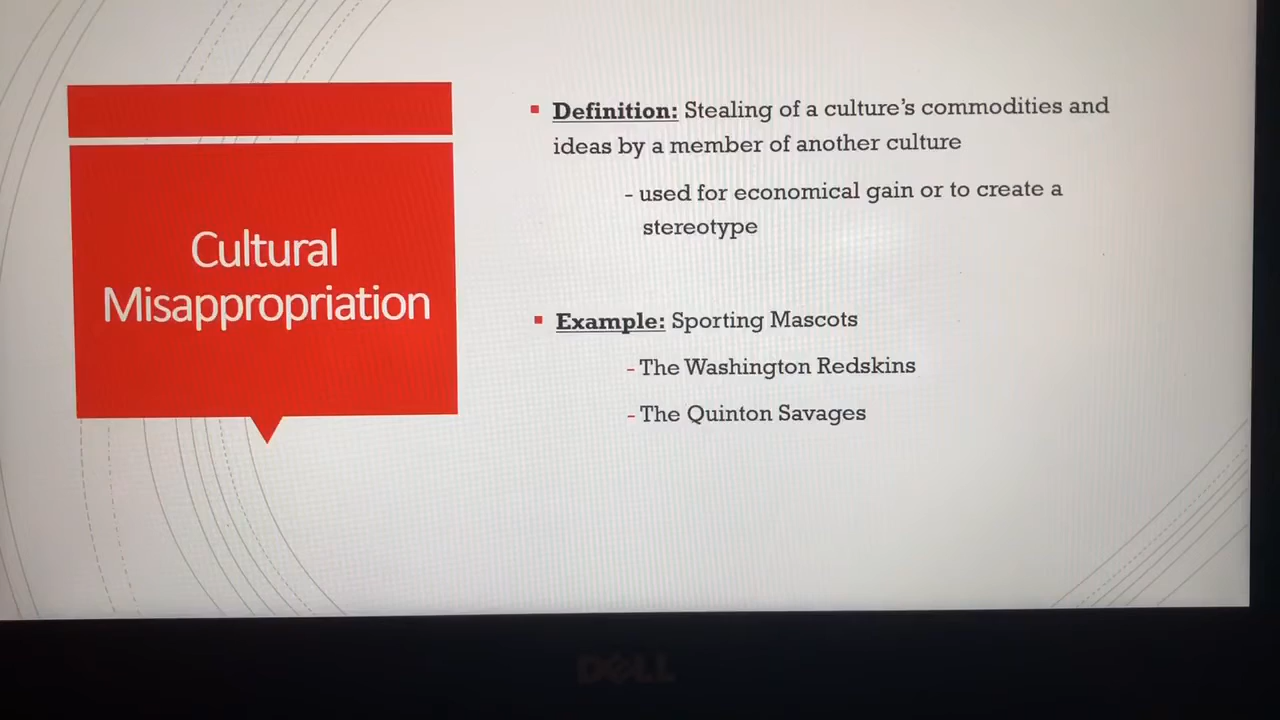 Cultural
Misappropriation
Definition: Stealing of a culture's commodities and
ideas by a member of another culture
- used for economical gain or to create a
stereotype
Example: Sporting Mascots
- The Washington Redskins
- The Quinton Savages
DELL